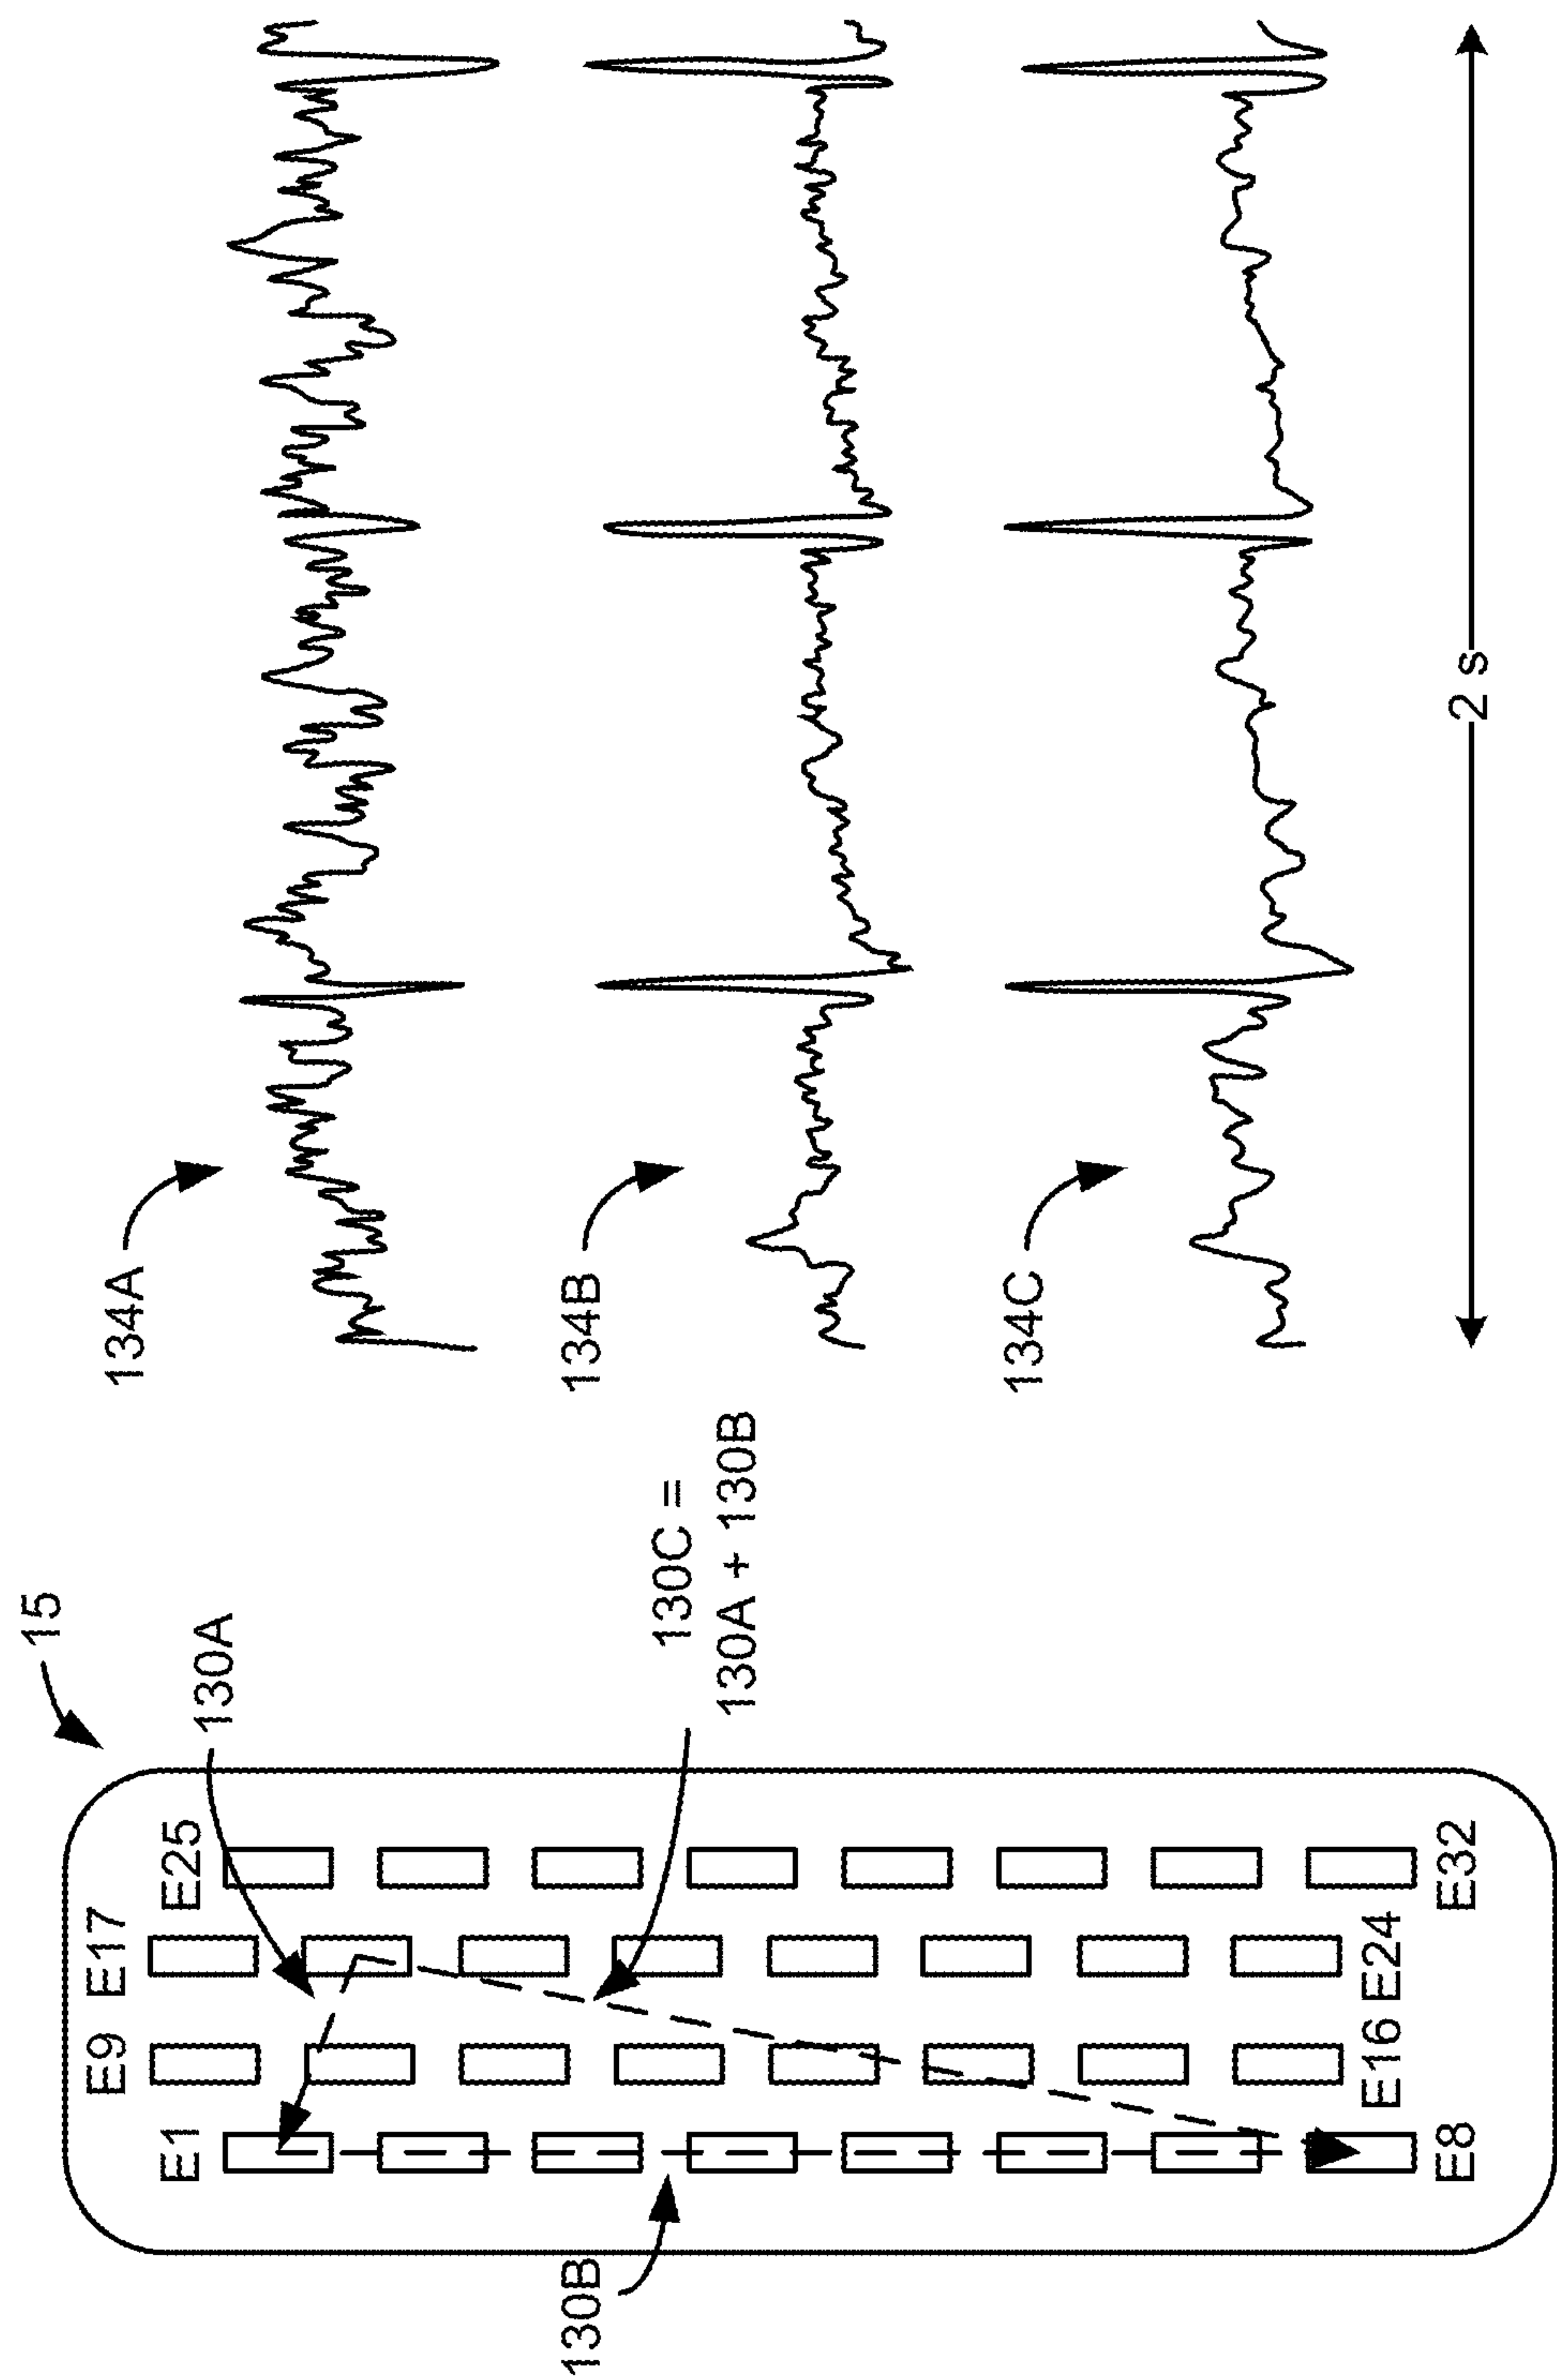 15
E1
E9
E17
E25
130A
130B
130C =
130A + 130B
E8
E16
E24
E32
134A
134B
134C
2 s